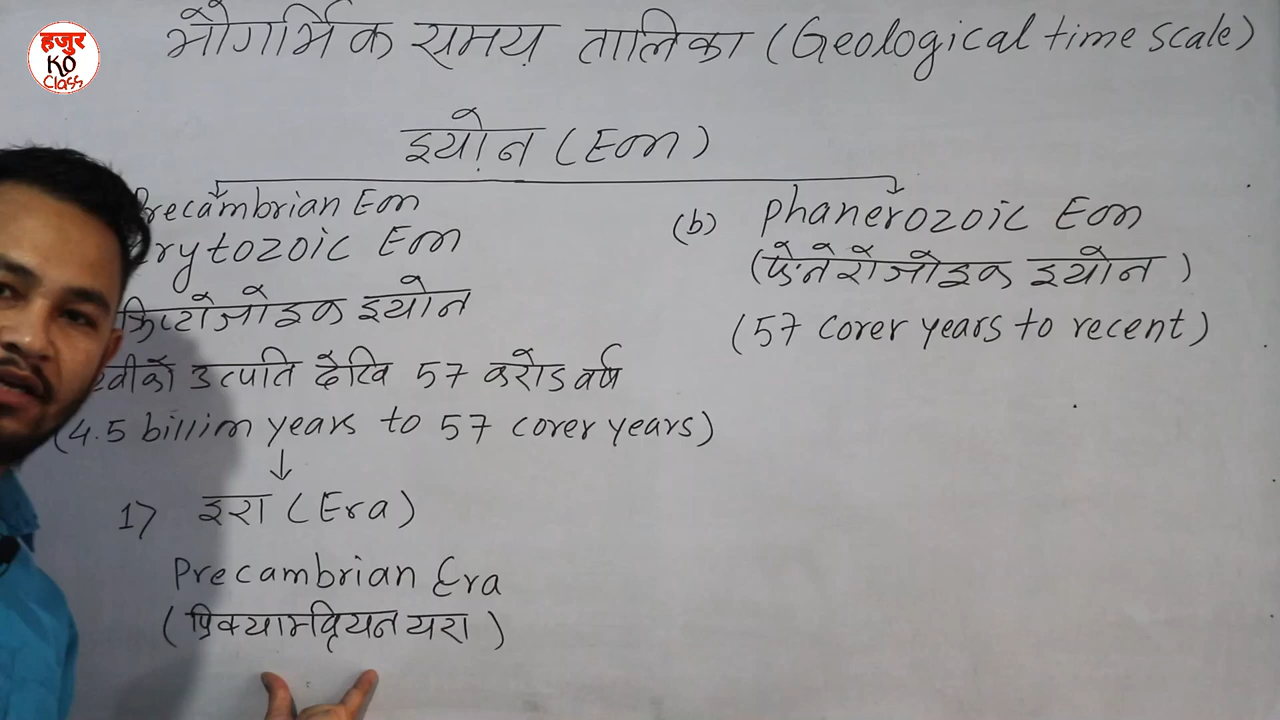 हजुर
KO
Class
भौगर्भिक समय तालिका (Geological time scale)
इयोन (Eon)
Precambrian Eon
rytozoic Eon
क्रिप्टोजोइक इयोन
उत्पति देखि 57 करोड वर्ष
(4.5 billion years to 57 corer years)
1) इरा (Era)
Precambrian Era
(प्रिक्याम्ब्रियन यरा)
(b) Phanerozoic Eon
(फेनेरोजोइक इयोन)
(57 corer years to recent)